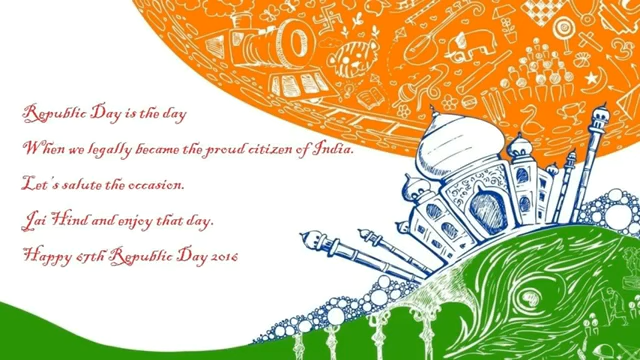 Republic Day is the day
When we legally became the proud citizen of India.
Let's salute the occasion.
Jai Hind and enjoy that day.
Happy 67th Republic Day 2016